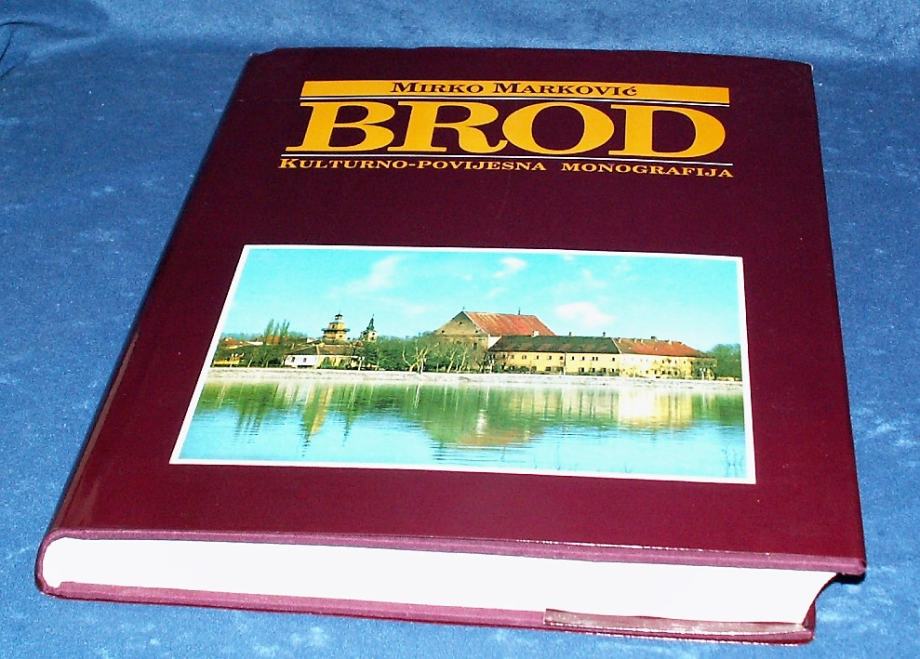 MIRKO MARKOVIć
BROD
KULTURNO-POVIJESNA MONOGRAFIJA